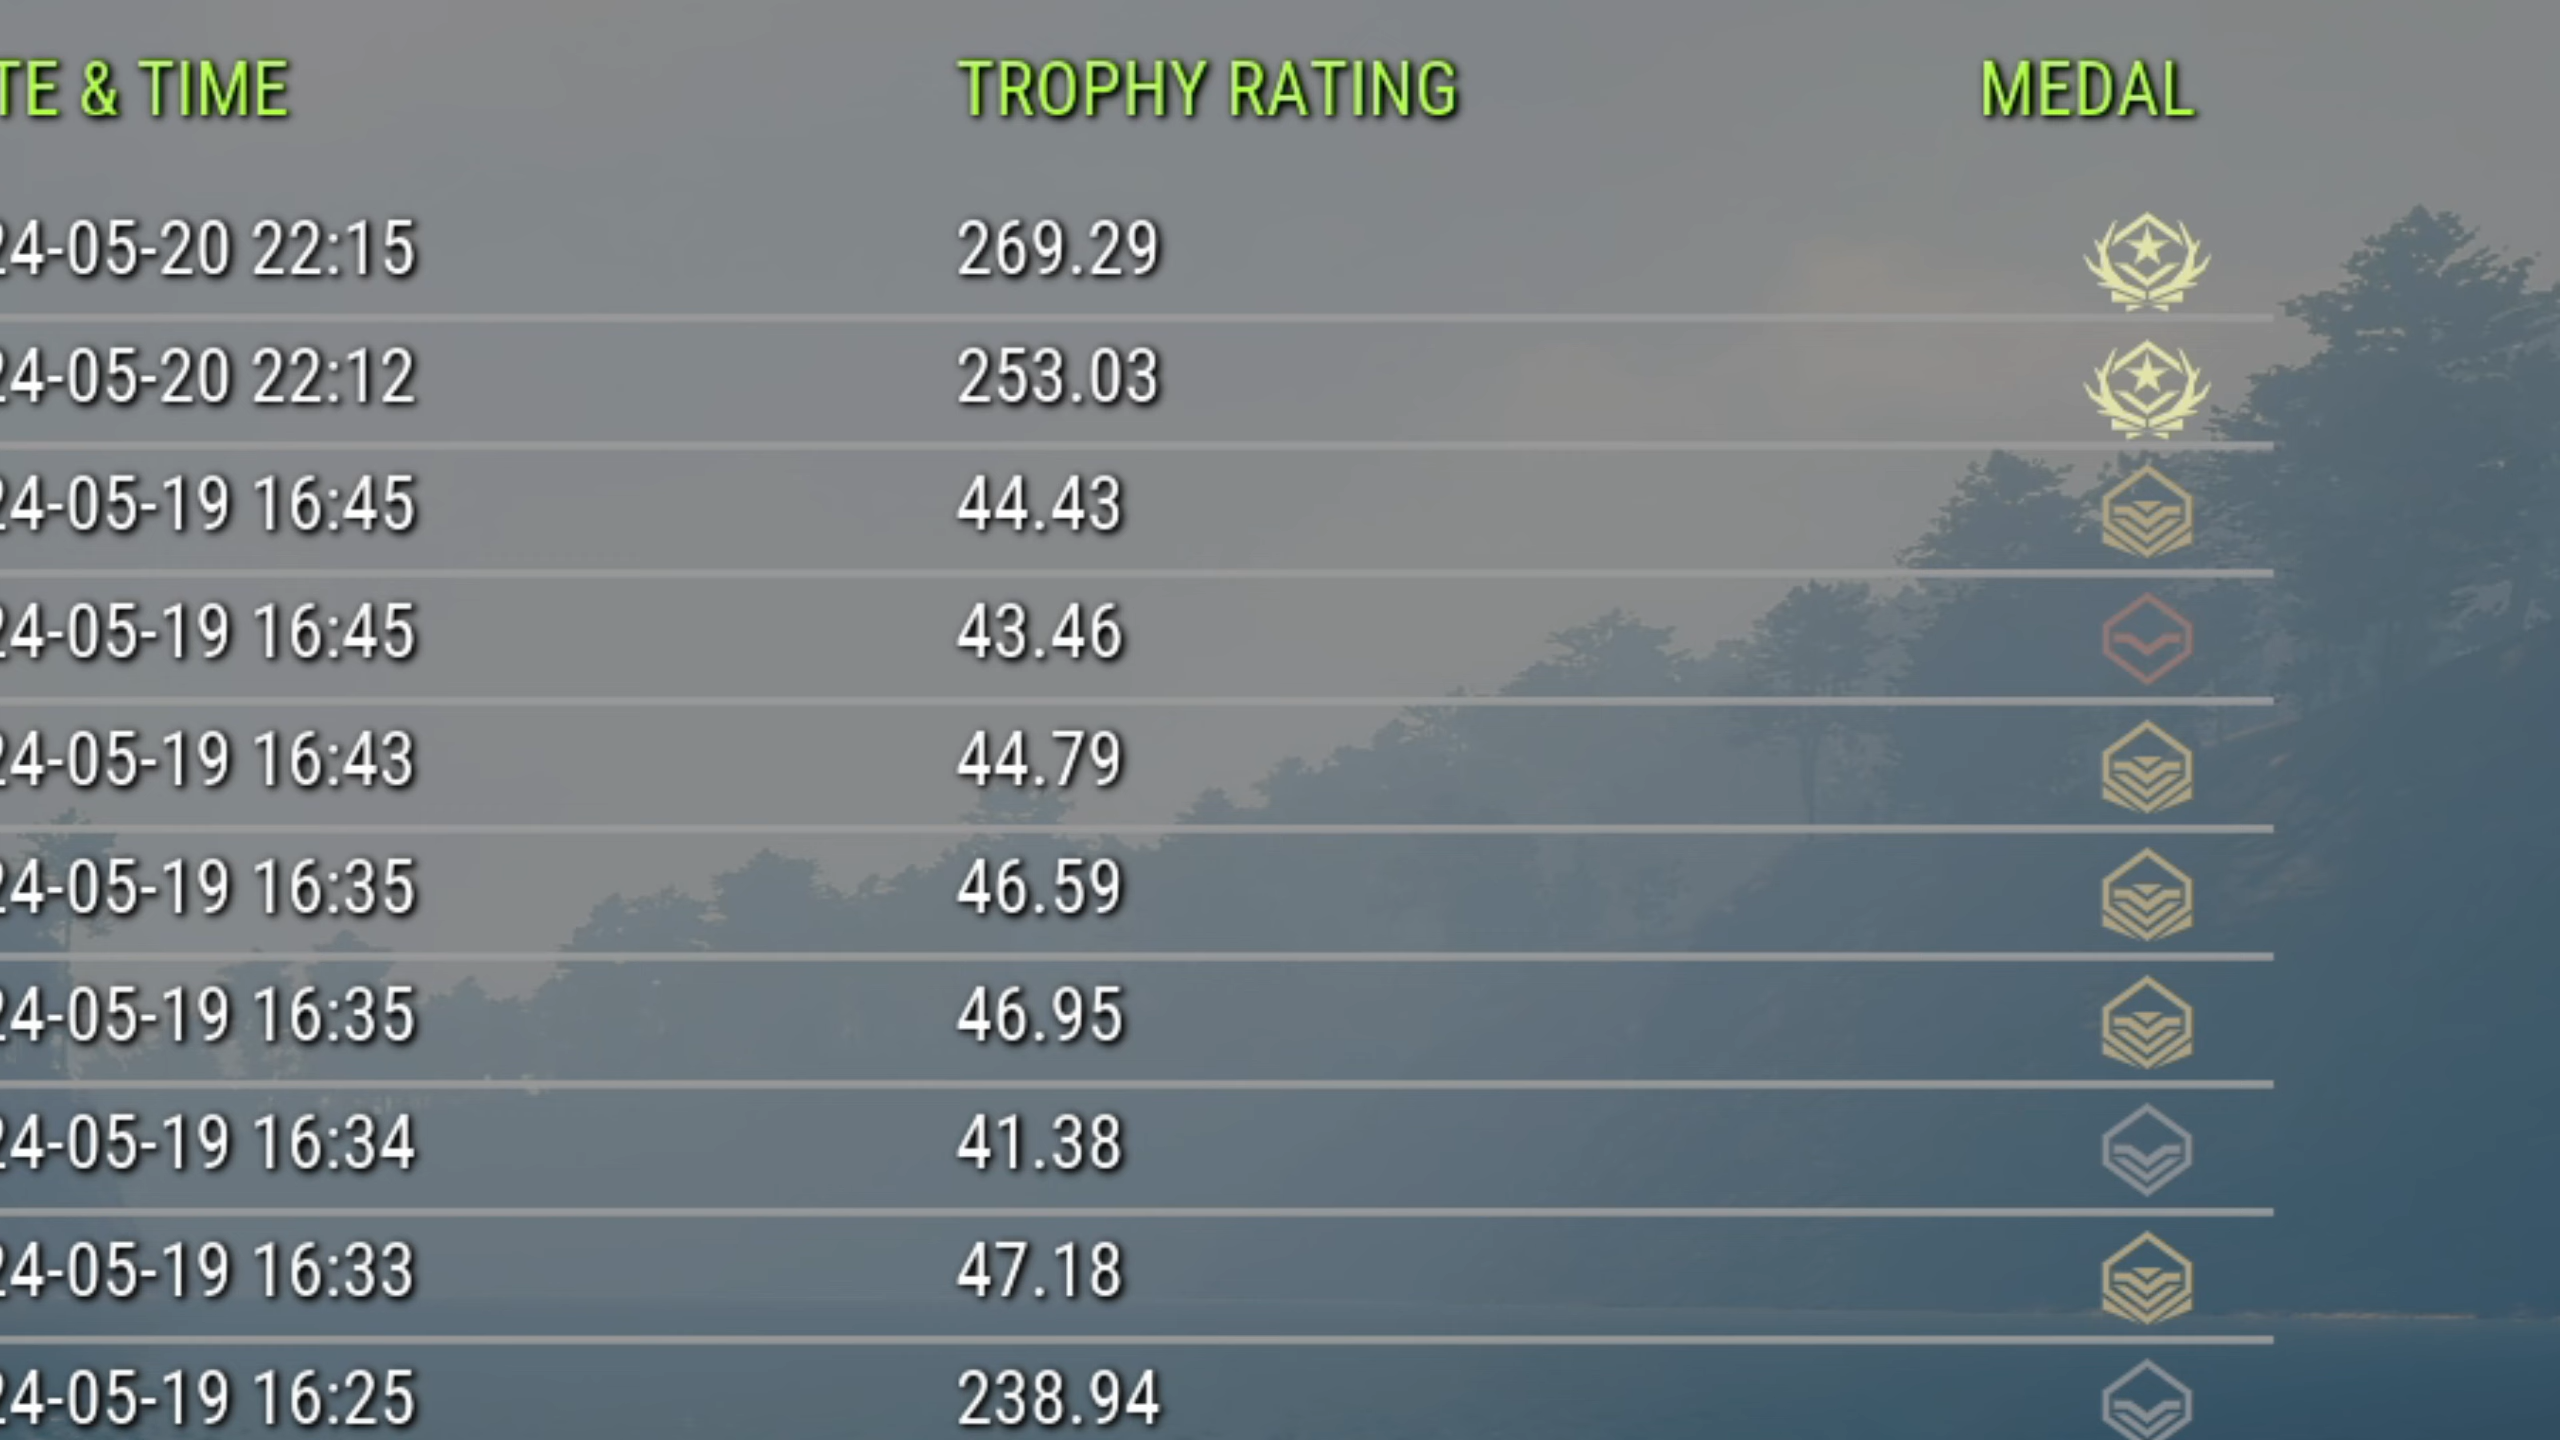 TE & TIME TROPHY RATING MEDAL
24-05-20 22:15 269.29
24-05-20 22:12 253.03
24-05-19 16:45 44.43
24-05-19 16:45 43.46
24-05-19 16:43 44.79
24-05-19 16:35 46.59
24-05-19 16:35 46.95
24-05-19 16:34 41.38
24-05-19 16:33 47.18
24-05-19 16:25 238.94